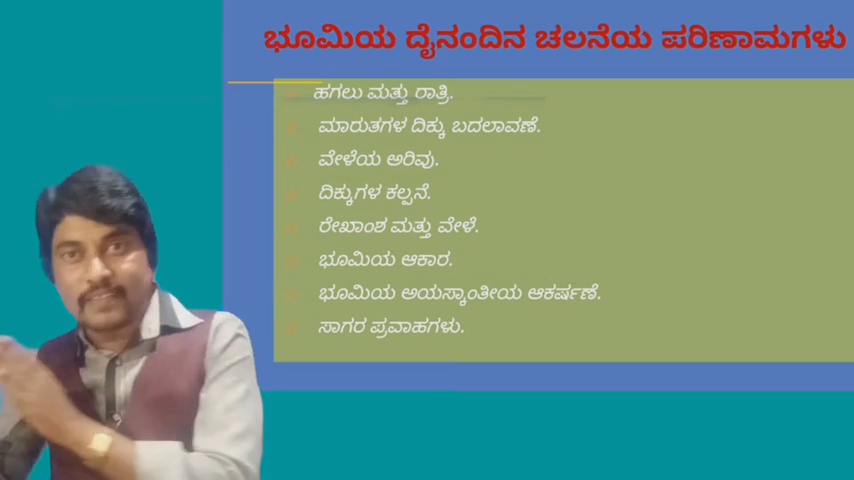 ಭೂಮಿಯ ದೈನಂದಿನ ಚಲನೆಯ ಪರಿಣಾಮಗಳು
ಹಗಲು ಮತ್ತು ರಾತ್ರಿ.
ಮಾರುತಗಳ ದಿಕ್ಕು ಬದಲಾವಣೆ.
ವೇಳೆಯ ಅರಿವು.
ದಿಕ್ಕುಗಳ ಕಲ್ಪನೆ.
ರೇಖಾಂಶ ಮತ್ತು ವೇಳೆ.
ಭೂಮಿಯ ಆಕಾರ.
ಭೂಮಿಯ ಅಯಸ್ಕಾಂತೀಯ ಆಕರ್ಷಣೆ.
ಸಾಗರ ಪ್ರವಾಹಗಳು.